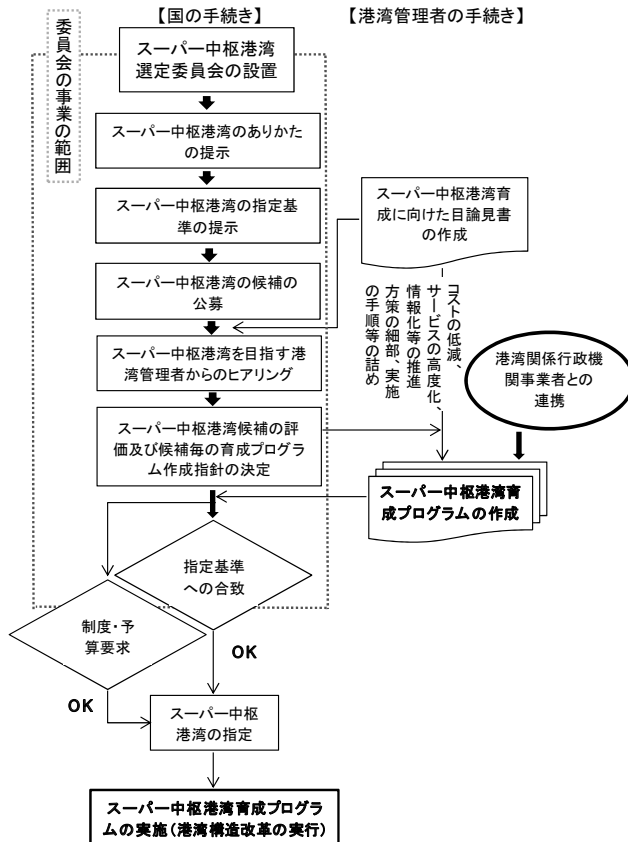 【国の手続き】
【港湾管理者の手続き】
委員会の事業の範囲
スーパー中枢港湾
選定委員会の設置
スーパー中枢港湾のありかた
の提示
スーパー中枢港湾の指定基
準の提示
スーパー中枢港湾の候補の
公募
スーパー中枢港湾を目指す港
湾管理者からのヒアリング
スーパー中枢港湾候補の評
価及び候補毎の育成プログラ
ム作成指針の決定
スーパー中枢港湾育
成に向けた目論見書
の作成
コストの低減、
サービスの高度化、
情報化等の推進
方策の細部、実施
の手順等の詰め
港湾関係行政機
関事業者との
連携
スーパー中枢港湾育
成プログラムの作成
指定基準
への合致
制度・予
算要求
OK
OK
スーパー中枢
港湾の指定
スーパー中枢港湾育成プログラ
ムの実施(港湾構造改革の実行)